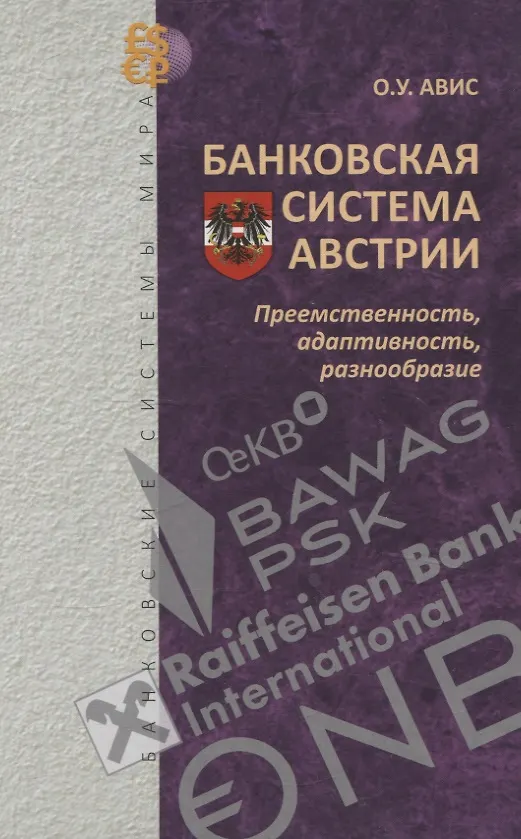 £$
€₽
О.У. АВИС
БАНКОВСКАЯ
СИСТЕМА
АВСТРИИ
Преемственность,
адаптивность,
разнообразие
БАНКОВСКИЕ СИСТЕМЫ МИРА
OeKB
BAWAG
PSK
Raiffeisen Bank
International
ONB